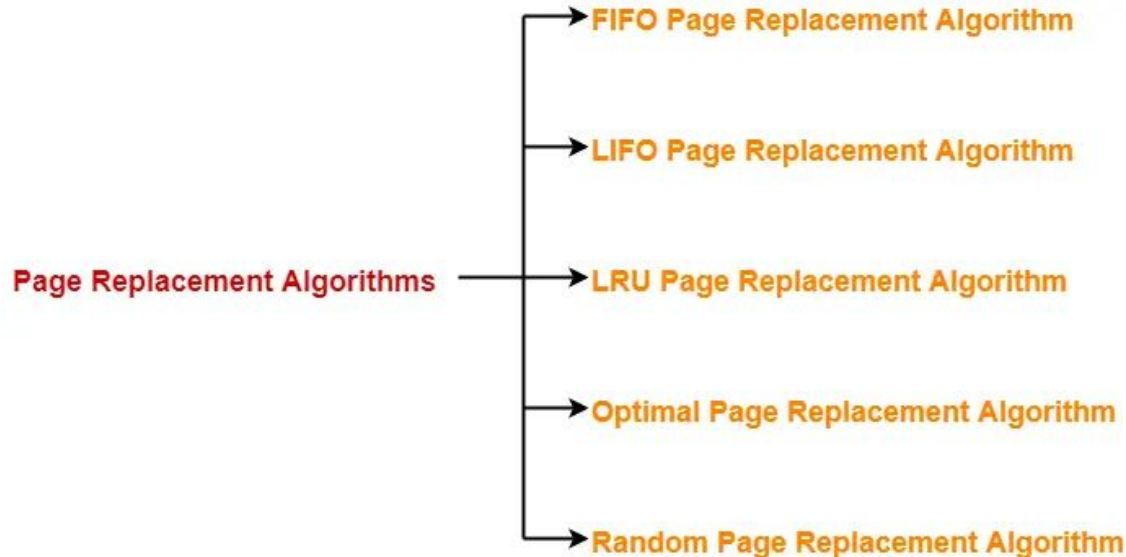 FIFO Page Replacement Algorithm
LIFO Page Replacement Algorithm
Page Replacement Algorithms
LRU Page Replacement Algorithm
Optimal Page Replacement Algorithm
Random Page Replacement Algorithm